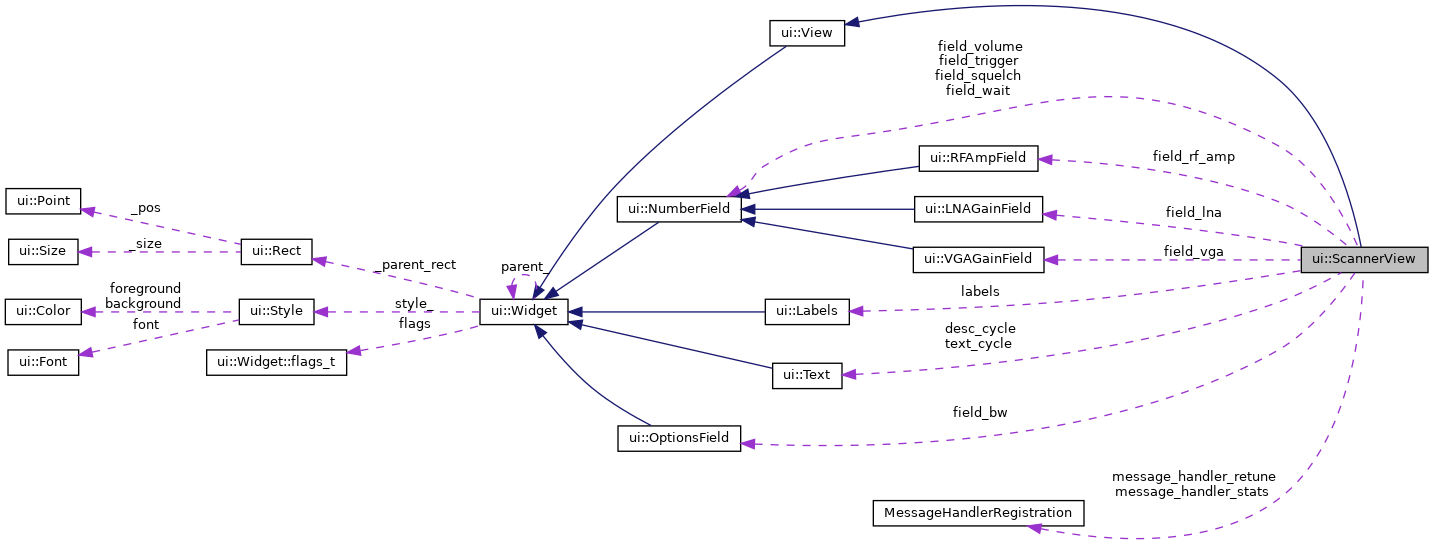 ui::View
field_volume
field_trigger
field_squelch
field_wait
ui::RFAmpField
field_rf_amp
ui::Point
_pos
ui::NumberField
ui::LNAGainField
field_lna
ui::Size
_size
ui::Rect
_parent_rect
parent_
ui::VGAGainField
field_vga
ui::ScannerView
foreground
background
ui::Color
font
ui::Style
style_
flags
ui::Widget
ui::Labels
labels
ui::Font
ui::Widget::flags_t
ui::Text
desc_cycle
text_cycle
ui::OptionsField
field_bw
message_handler_retune
message_handler_stats
MessageHandlerRegistration